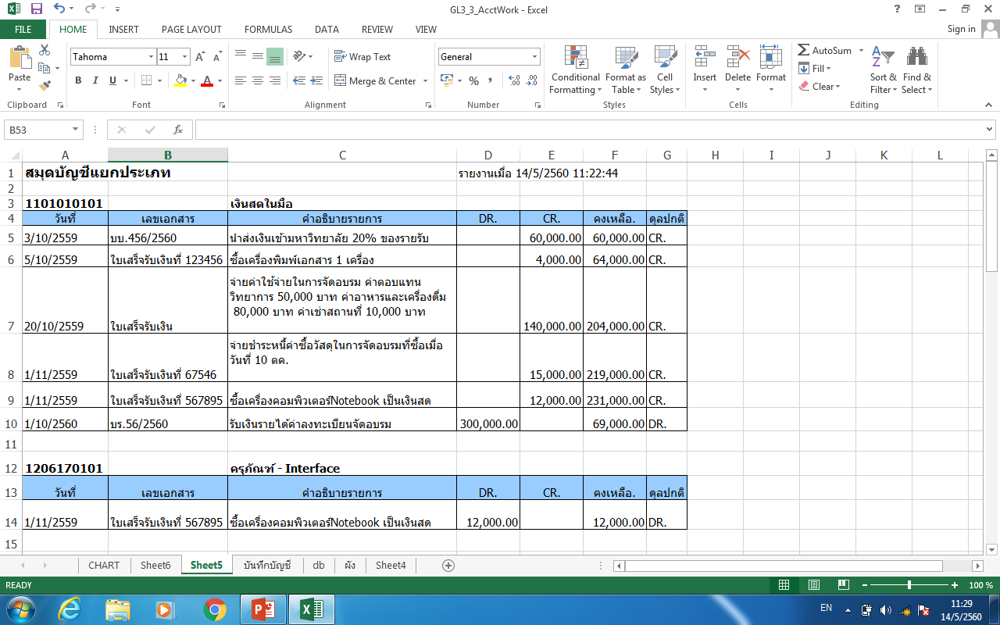 GL3_3_AcctWork - Excel
FILE HOME INSERT PAGE LAYOUT FORMULAS DATA REVIEW VIEW Sign in
Paste
Clipboard
Tahoma 11
B I U
Font
Wrap Text
Merge & Center
Alignment
General
% ,
Number
Conditional Formatting
Format as Table
Cell Styles
Styles
Insert Delete Format
Cells
AutoSum
Fill
Clear
Sort & Filter
Find & Select
Editing
B53 fx
A B C D E F G H I J K L
1 สมุดบัญชีแยกประเภท รายงานเมื่อ 14/5/2560 11:22:44
2
3 1101010101 เงินสดในมือ
4 วันที่ เลขเอกสาร คำอธิบายรายการ DR. CR. คงเหลือ. ดุลปกติ
5 3/10/2559 บบ.456/2560 นำส่งเงินเข้ามหาวิทยาลัย 20% ของรายรับ 60,000.00 60,000.00 CR.
6 5/10/2559 ใบเสร็จรับเงินที่ 123456 ซื้อเครื่องพิมพ์เอกสาร 1 เครื่อง 4,000.00 64,000.00 CR.
จ่ายค่าใช้จ่ายในการจัดอบรม ค่าตอบแทน
วิทยาการ 50,000 บาท ค่าอาหารและเครื่องดื่ม
80,000 บาท ค่าเช่าสถานที่ 10,000 บาท
7 20/10/2559 ใบเสร็จรับเงิน 140,000.00 204,000.00 CR.
จ่ายชำระหนี้ค่าซื้อวัสดุในการจัดอบรมที่ซื้อเมื่อ
วันที่ 10 ตค.
8 1/11/2559 ใบเสร็จรับเงินที่ 67546 15,000.00 219,000.00 CR.
9 1/11/2559 ใบเสร็จรับเงินที่ 567895 ซื้อเครื่องคอมพิวเตอร์Notebook เป็นเงินสด 12,000.00 231,000.00 CR.
10 1/10/2560 บร.56/2560 รับเงินรายได้ค่าลงทะเบียนจัดอบรม 300,000.00 69,000.00 DR.
11
12 1206170101 ครุภัณฑ์ - Interface
13 วันที่ เลขเอกสาร คำอธิบายรายการ DR. CR. คงเหลือ. ดุลปกติ
14 1/11/2559 ใบเสร็จรับเงินที่ 567895 ซื้อเครื่องคอมพิวเตอร์Notebook เป็นเงินสด 12,000.00 12,000.00 DR.
15
CHART Sheet6 Sheet5 บันทึกบัญชี db ผัง Sheet4
READY 100 %
EN 11:29
14/5/2560